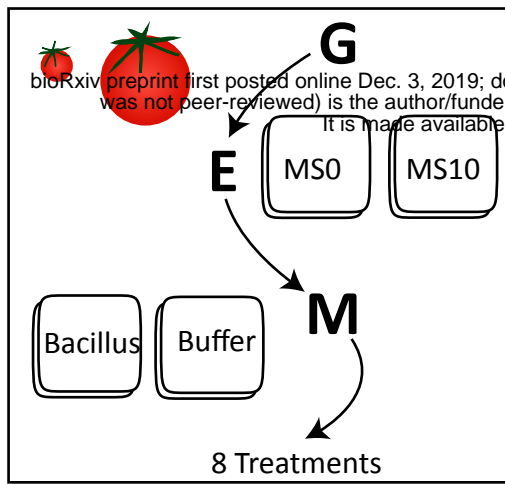 G
bioRxiv preprint first posted online Dec. 3, 2019;
was not peer-reviewed) is the author/funde
It is made available
E
MS0
MS10
M
Bacillus
Buffer
8 Treatments